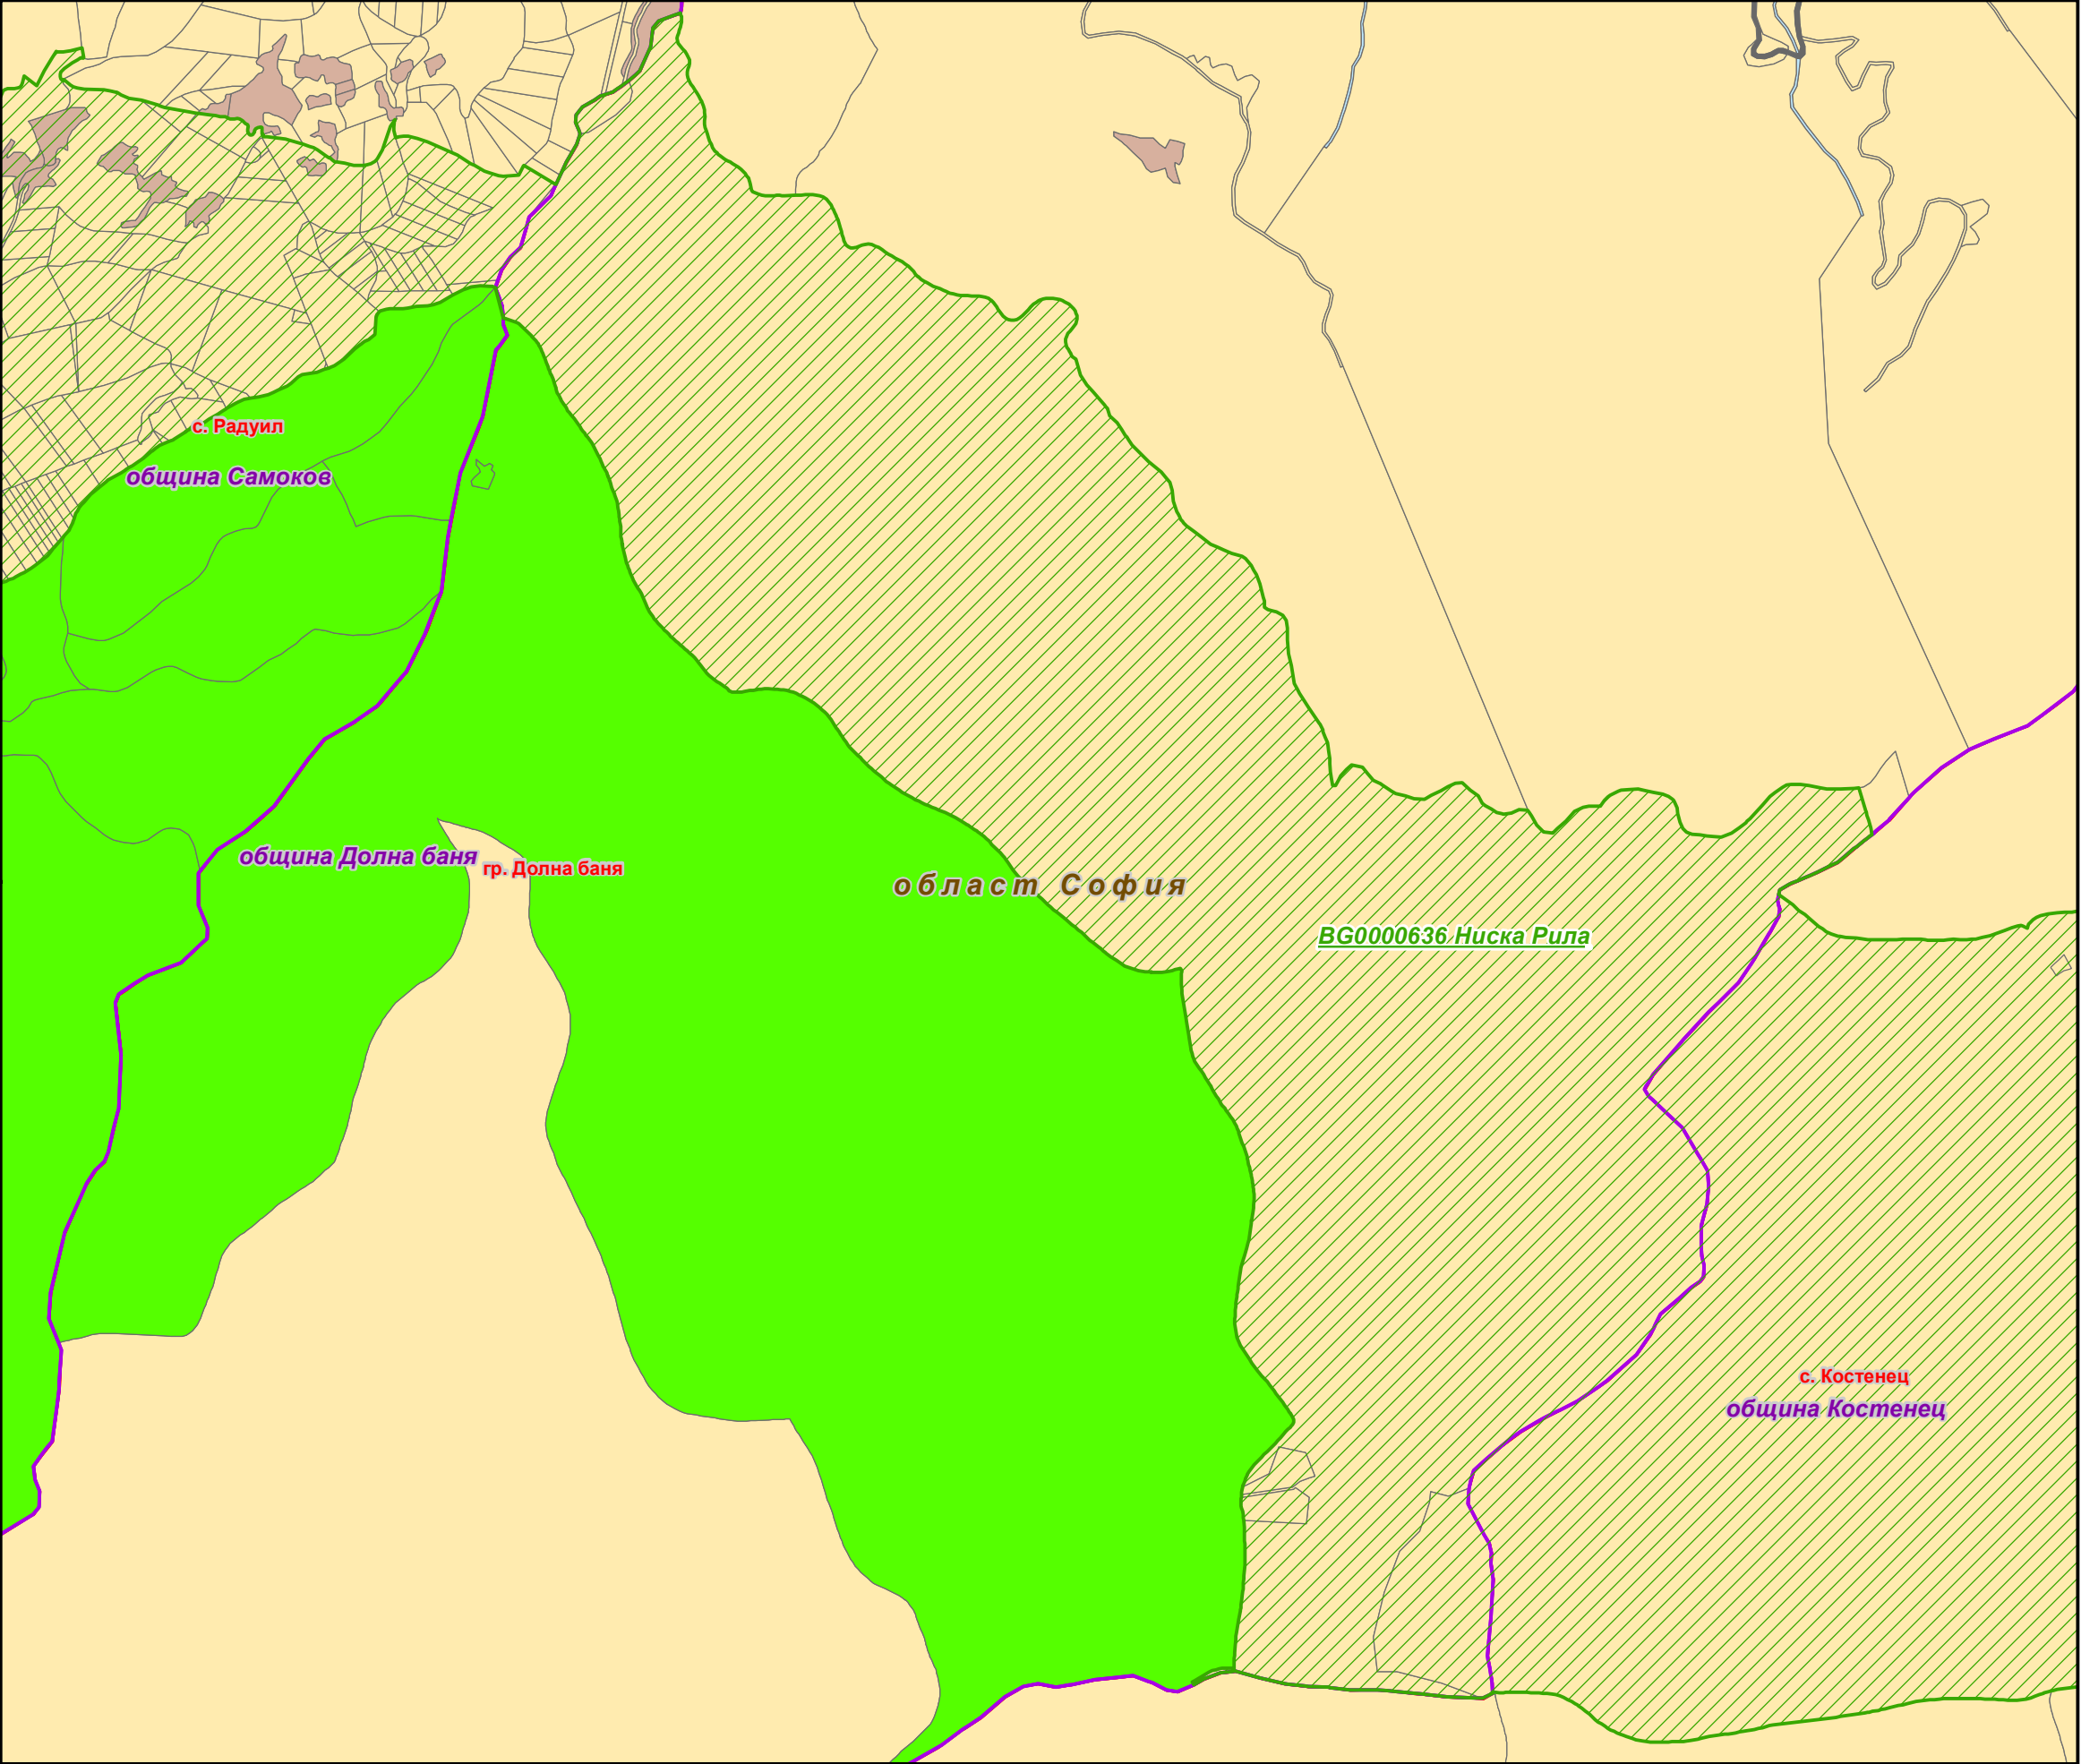 с. Радуил
община Самоков
община Долна баня
гр. Долна баня
област София
BG0000636 Ниска Рила
с. Костенец
община Костенец